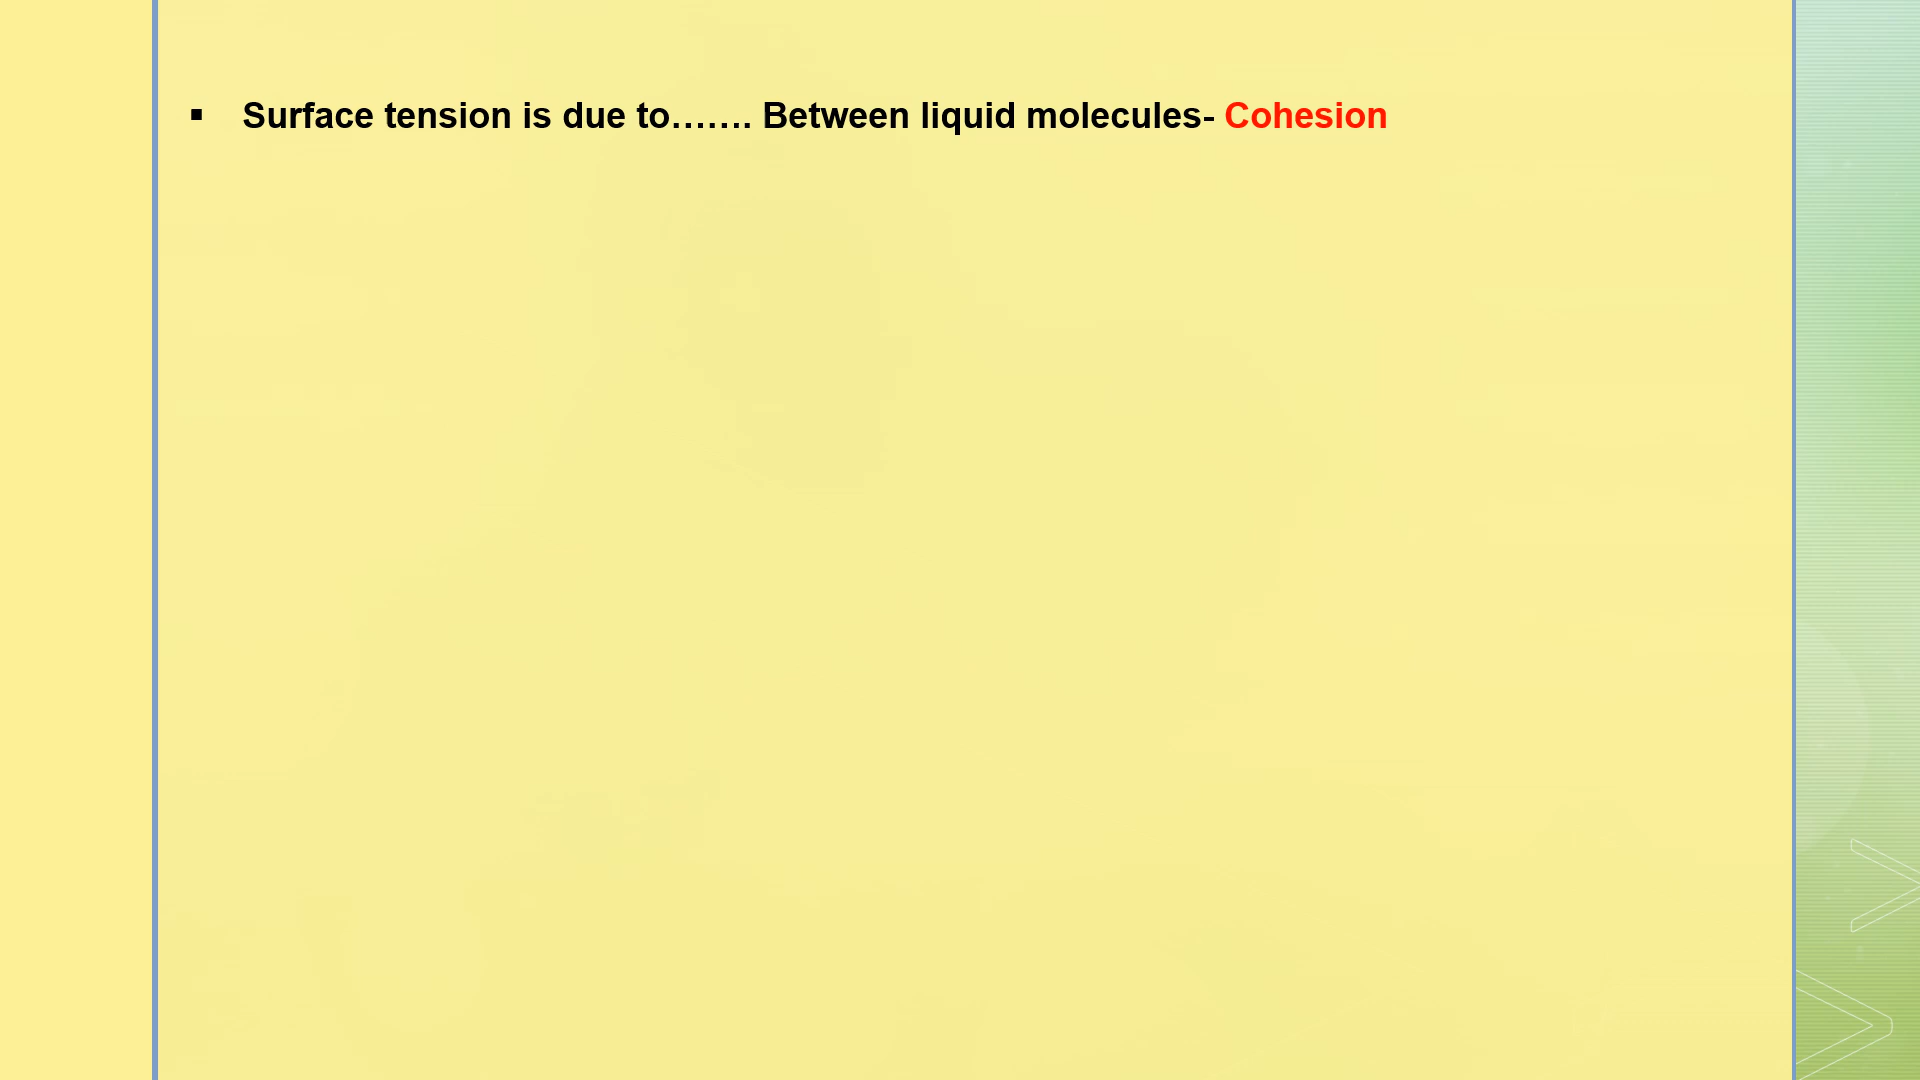 ▪ Surface tension is due to……. Between liquid molecules- Cohesion